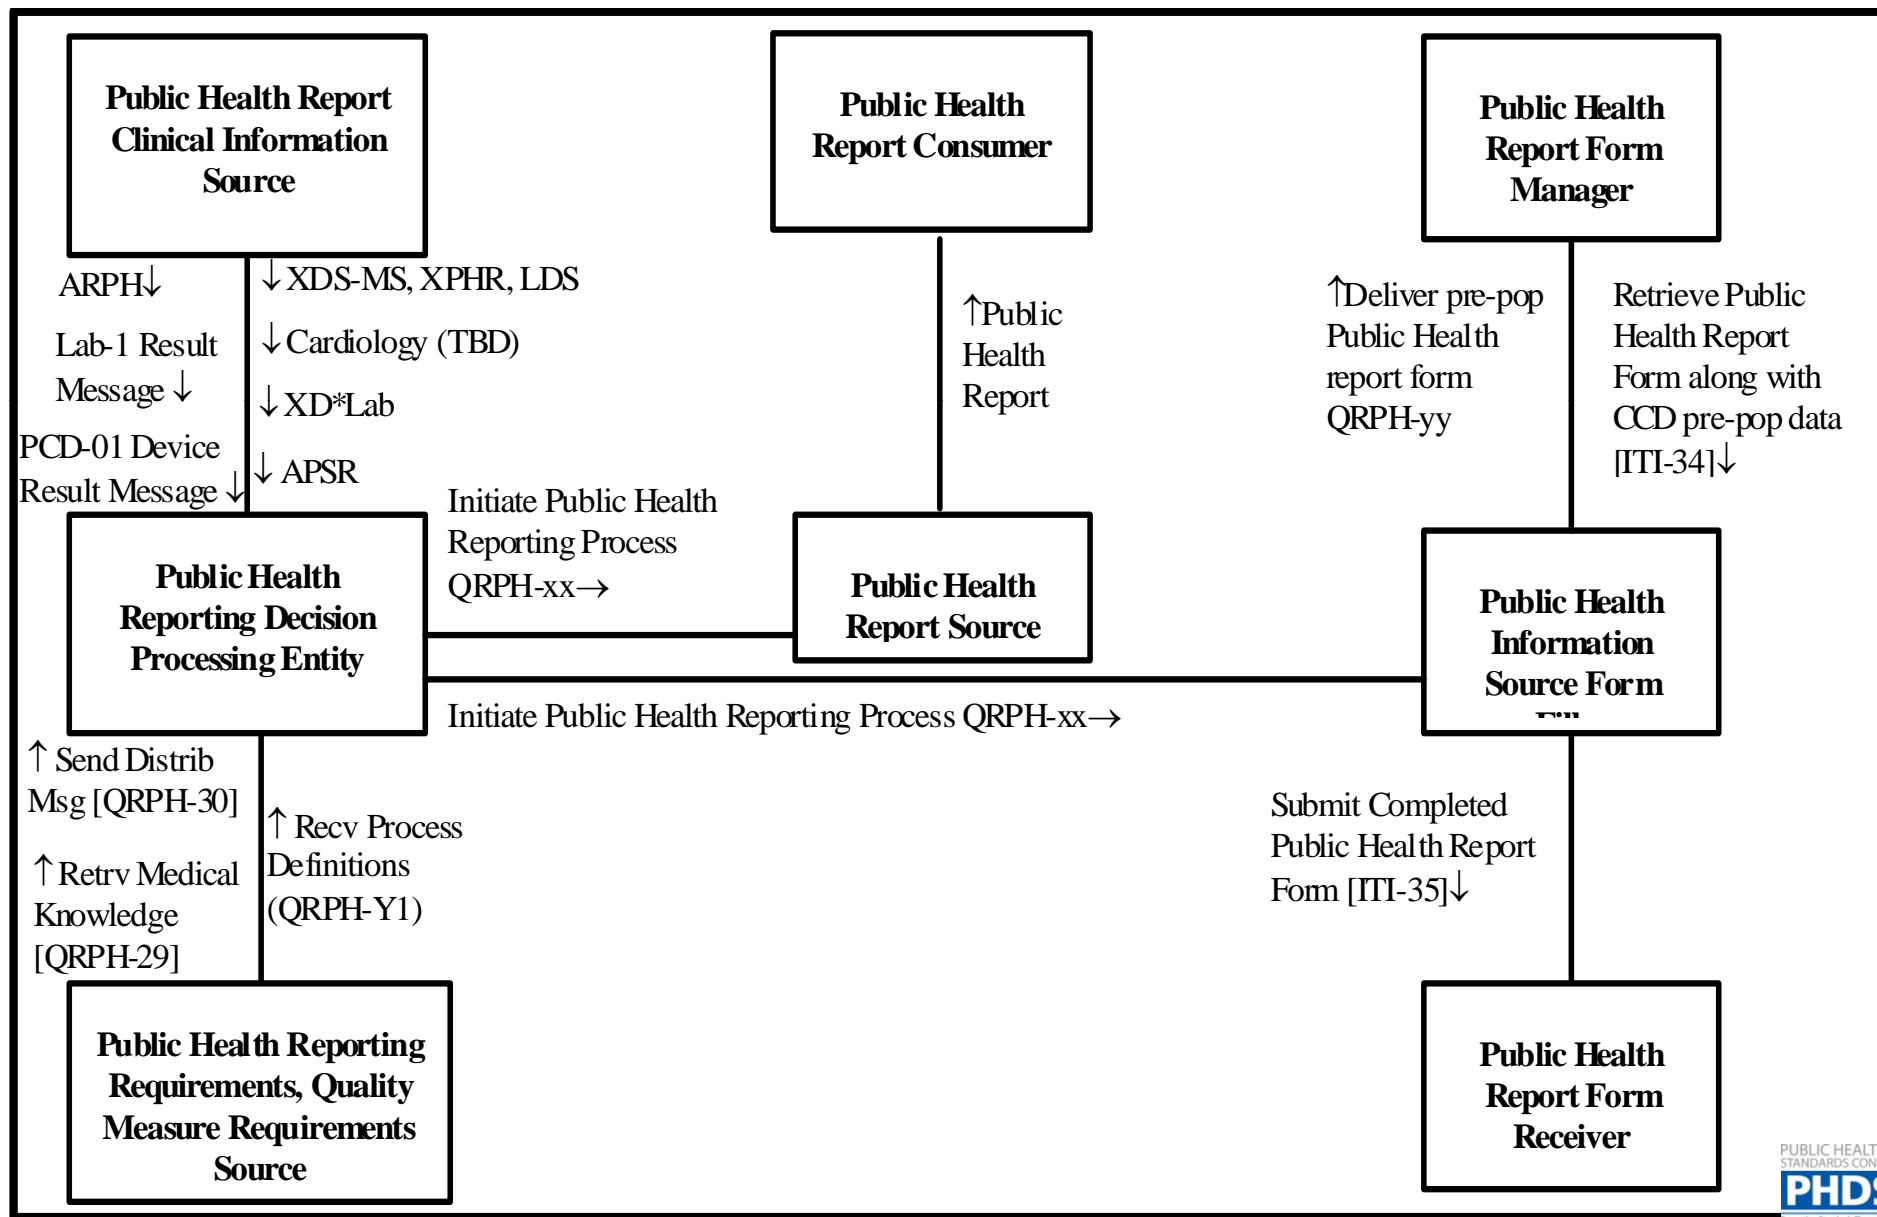 Public Health Report
Clinical Information
Source
Public Health
Report Consumer
Public Health
Report Form
Manager
ARPH↓
Lab-1 Result
Message ↓
PCD-01 Device
Result Message ↓
↓XDS-MS, XPHR, LDS
↓Cardiology (TBD)
↓XD*Lab
↓ APSR
↑Public
Health
Report
↑Deliver pre-pop
Public Health
report form
QRPH-yy
Retrieve Public
Health Report
Form along with
CCD pre-pop data
[ITI-34]↓
Initiate Public Health
Reporting Process
QRPH-xx→
Public Health
Reporting Decision
Processing Entity
Public Health
Report Source
Public Health
Information
Source Form
Initiate Public Health Reporting Process QRPH-xx→
↑ Send Distrib
Msg [QRPH-30]
↑ Retrv Medical
Knowledge
[QRPH-29]
↑ Recv Process
Definitions
(QRPH-Y1)
Submit Completed
Public Health Report
Form [ITI-35]↓
Public Health Reporting
Requirements, Quality
Measure Requirements
Source
Public Health
Report Form
Receiver
PUBLIC HEALT
STANDARDS CON
PHDS